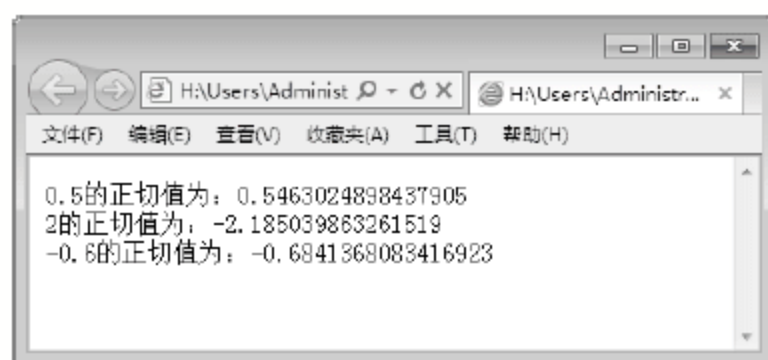 H:\Users\Administ
H:\Users\Administr...
文件(F) 编辑(E) 查看(V) 收藏夹(A) 工具(T) 帮助(H)
0.5的正切值为：0.5463024898437905
2的正切值为：-2.185039863261519
-0.6的正切值为：-0.6841368083416923